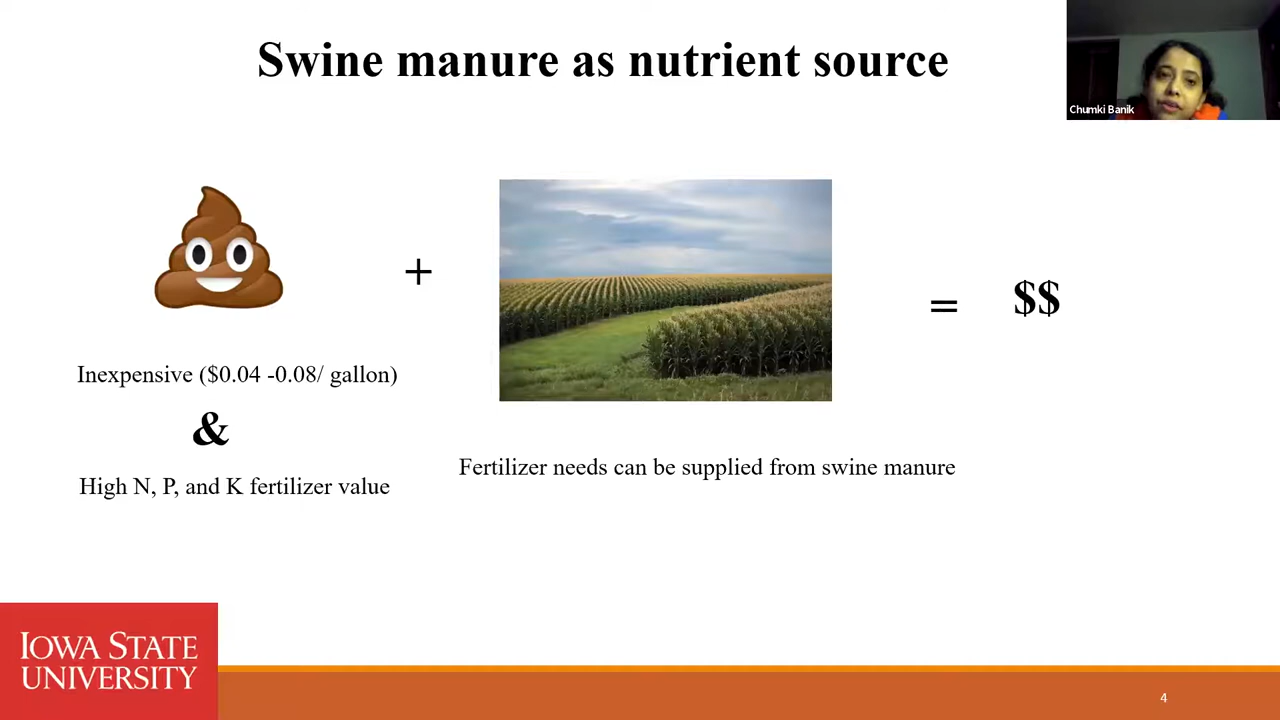 Swine manure as nutrient source
Chumki Banik
+
=
$$
Inexpensive ($0.04 -0.08/ gallon)
&
High N, P, and K fertilizer value
Fertilizer needs can be supplied from swine manure
IOWA STATE
UNIVERSITY
4